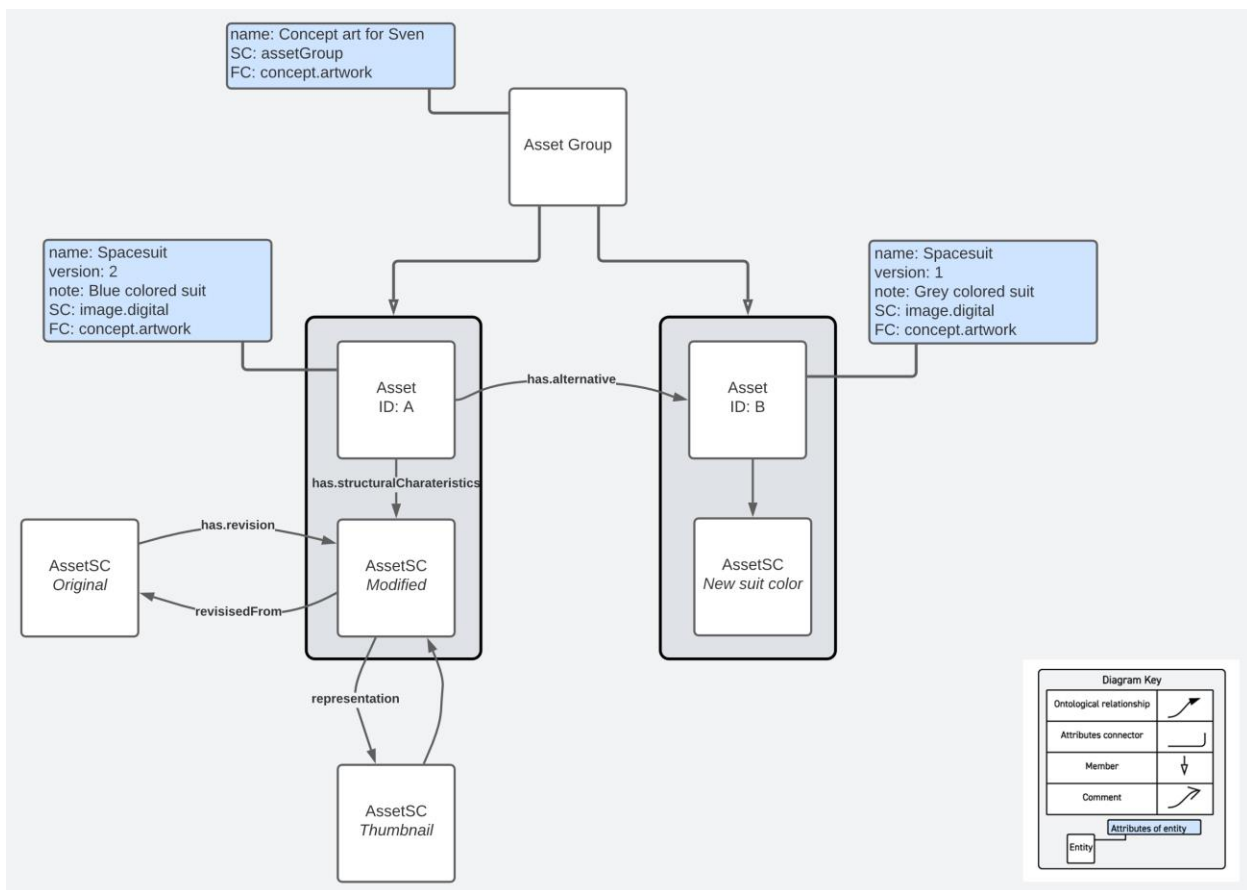 name: Concept art for Sven
SC: assetGroup
FC: concept.artwork
Asset Group
name: Spacesuit
version: 2
note: Blue colored suit
SC: image.digital
FC: concept.artwork
name: Spacesuit
version: 1
note: Grey colored suit
SC: image.digital
FC: concept.artwork
Asset
ID: A
has.alternative
Asset
ID: B
has.structuralCharateristics
has.revision
AssetSC
Original
AssetSC
Modified
AssetSC
New suit color
revisisedFrom
representation
AssetSC
Thumbnail
Diagram Key
Ontological relationship
Attributes connector
Member
Comment
Attributes of entity
Entity